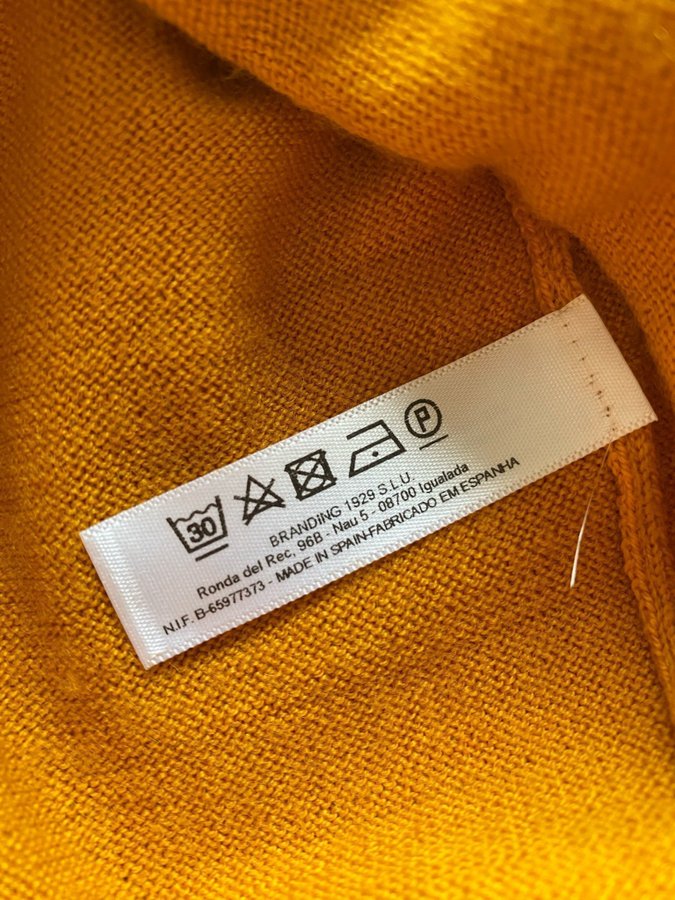 30
P
BRANDING 1929 S.L.U.
Ronda del Rec, 96B - Nau 5 - 08700 Igualada
N.I.F. B-65977373 - MADE IN SPAIN-FABRICADO EM ESPANHA